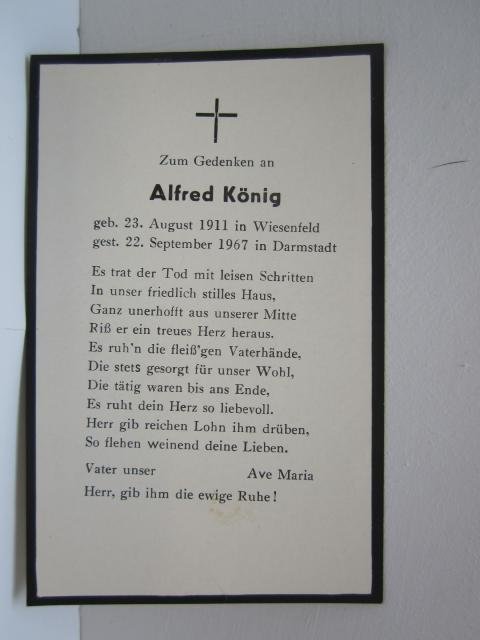 Zum Gedenken an
Alfred König
geb. 23. August 1911 in Wiesenfeld
gest. 22. September 1967 in Darmstadt
Es trat der Tod mit leisen Schritten
In unser friedlich stilles Haus,
Ganz unerhofft aus unserer Mitte
Riß er ein treues Herz heraus.
Es ruh'n die fleiß'gen Vaterhände,
Die stets gesorgt für unser Wohl,
Die tätig waren bis ans Ende,
Es ruht dein Herz so liebevoll.
Herr gib reichen Lohn ihm drüben,
So flehen weinend deine Lieben.
Vater unser Ave Maria
Herr, gib ihm die ewige Ruhe!